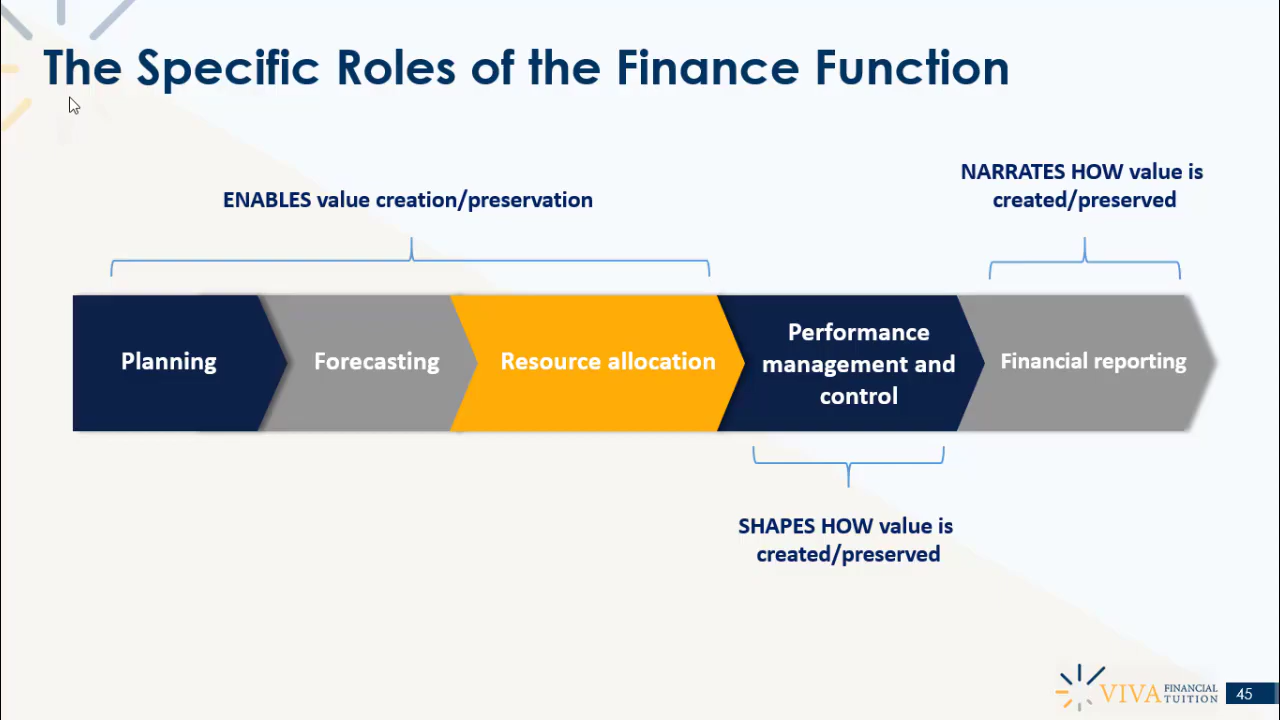 The Specific Roles of the Finance Function
NARRATES HOW value is
created/preserved
ENABLES value creation/preservation
Planning
Forecasting
Resource allocation
Performance
management and
control
Financial reporting
SHAPES HOW value is
created/preserved
VIVA FINANCIAL
TUITION
45